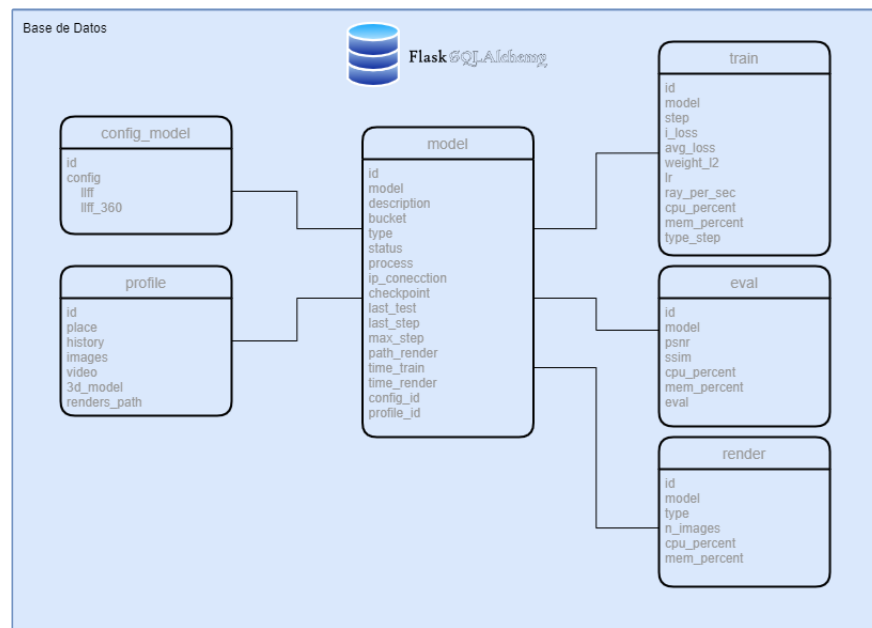 Base de Datos
Flask SQLAlchemy
config_model
id
config
llff
llff_360
profile
id
place
history
images
video
3d_model
renders_path
model
id
model
description
bucket
type
status
process
ip_conecction
checkpoint
last_test
last_step
max_step
path_render
time_train
time_render
config_id
profile_id
train
id
model
step
i_loss
avg_loss
weight_l2
lr
ray_per_sec
cpu_percent
mem_percent
type_step
eval
id
model
psnr
ssim
cpu_percent
mem_percent
eval
render
id
model
type
n_images
cpu_percent
mem_percent